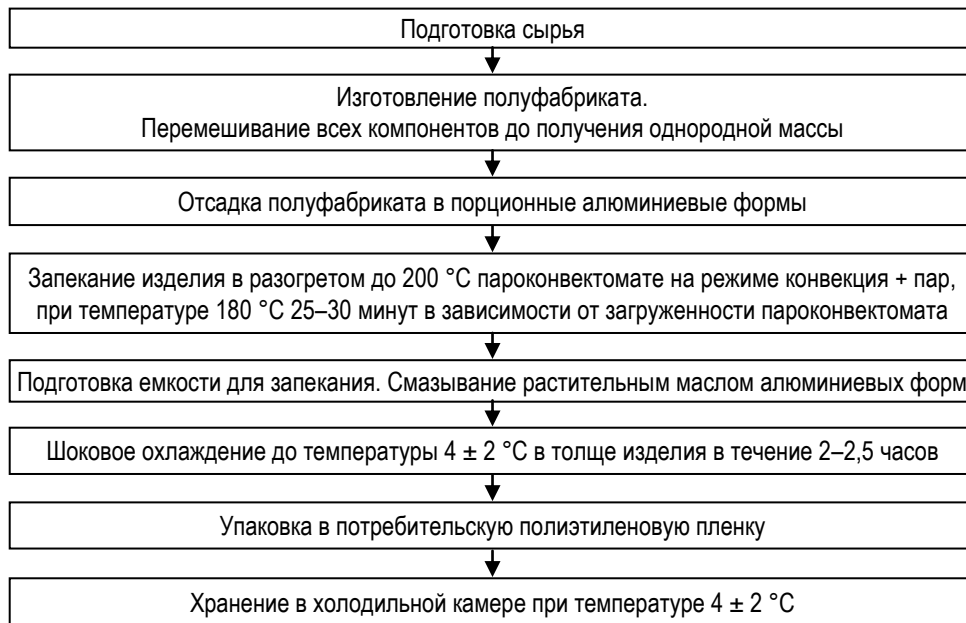 Подготовка сырья
Изготовление полуфабриката.
Перемешивание всех компонентов до получения однородной массы
Отсадка полуфабриката в порционные алюминиевые формы
Запекание изделия в разогретом до 200 °С пароконвектомате на режиме конвекция + пар,
при температуре 180 °С 25–30 минут в зависимости от загруженности пароконвектомата
Подготовка емкости для запекания. Смазывание растительным маслом алюминиевых форм
Шоковое охлаждение до температуры 4 ± 2 °С в толще изделия в течение 2–2,5 часов
Упаковка в потребительскую полиэтиленовую пленку
Хранение в холодильной камере при температуре 4 ± 2 °С